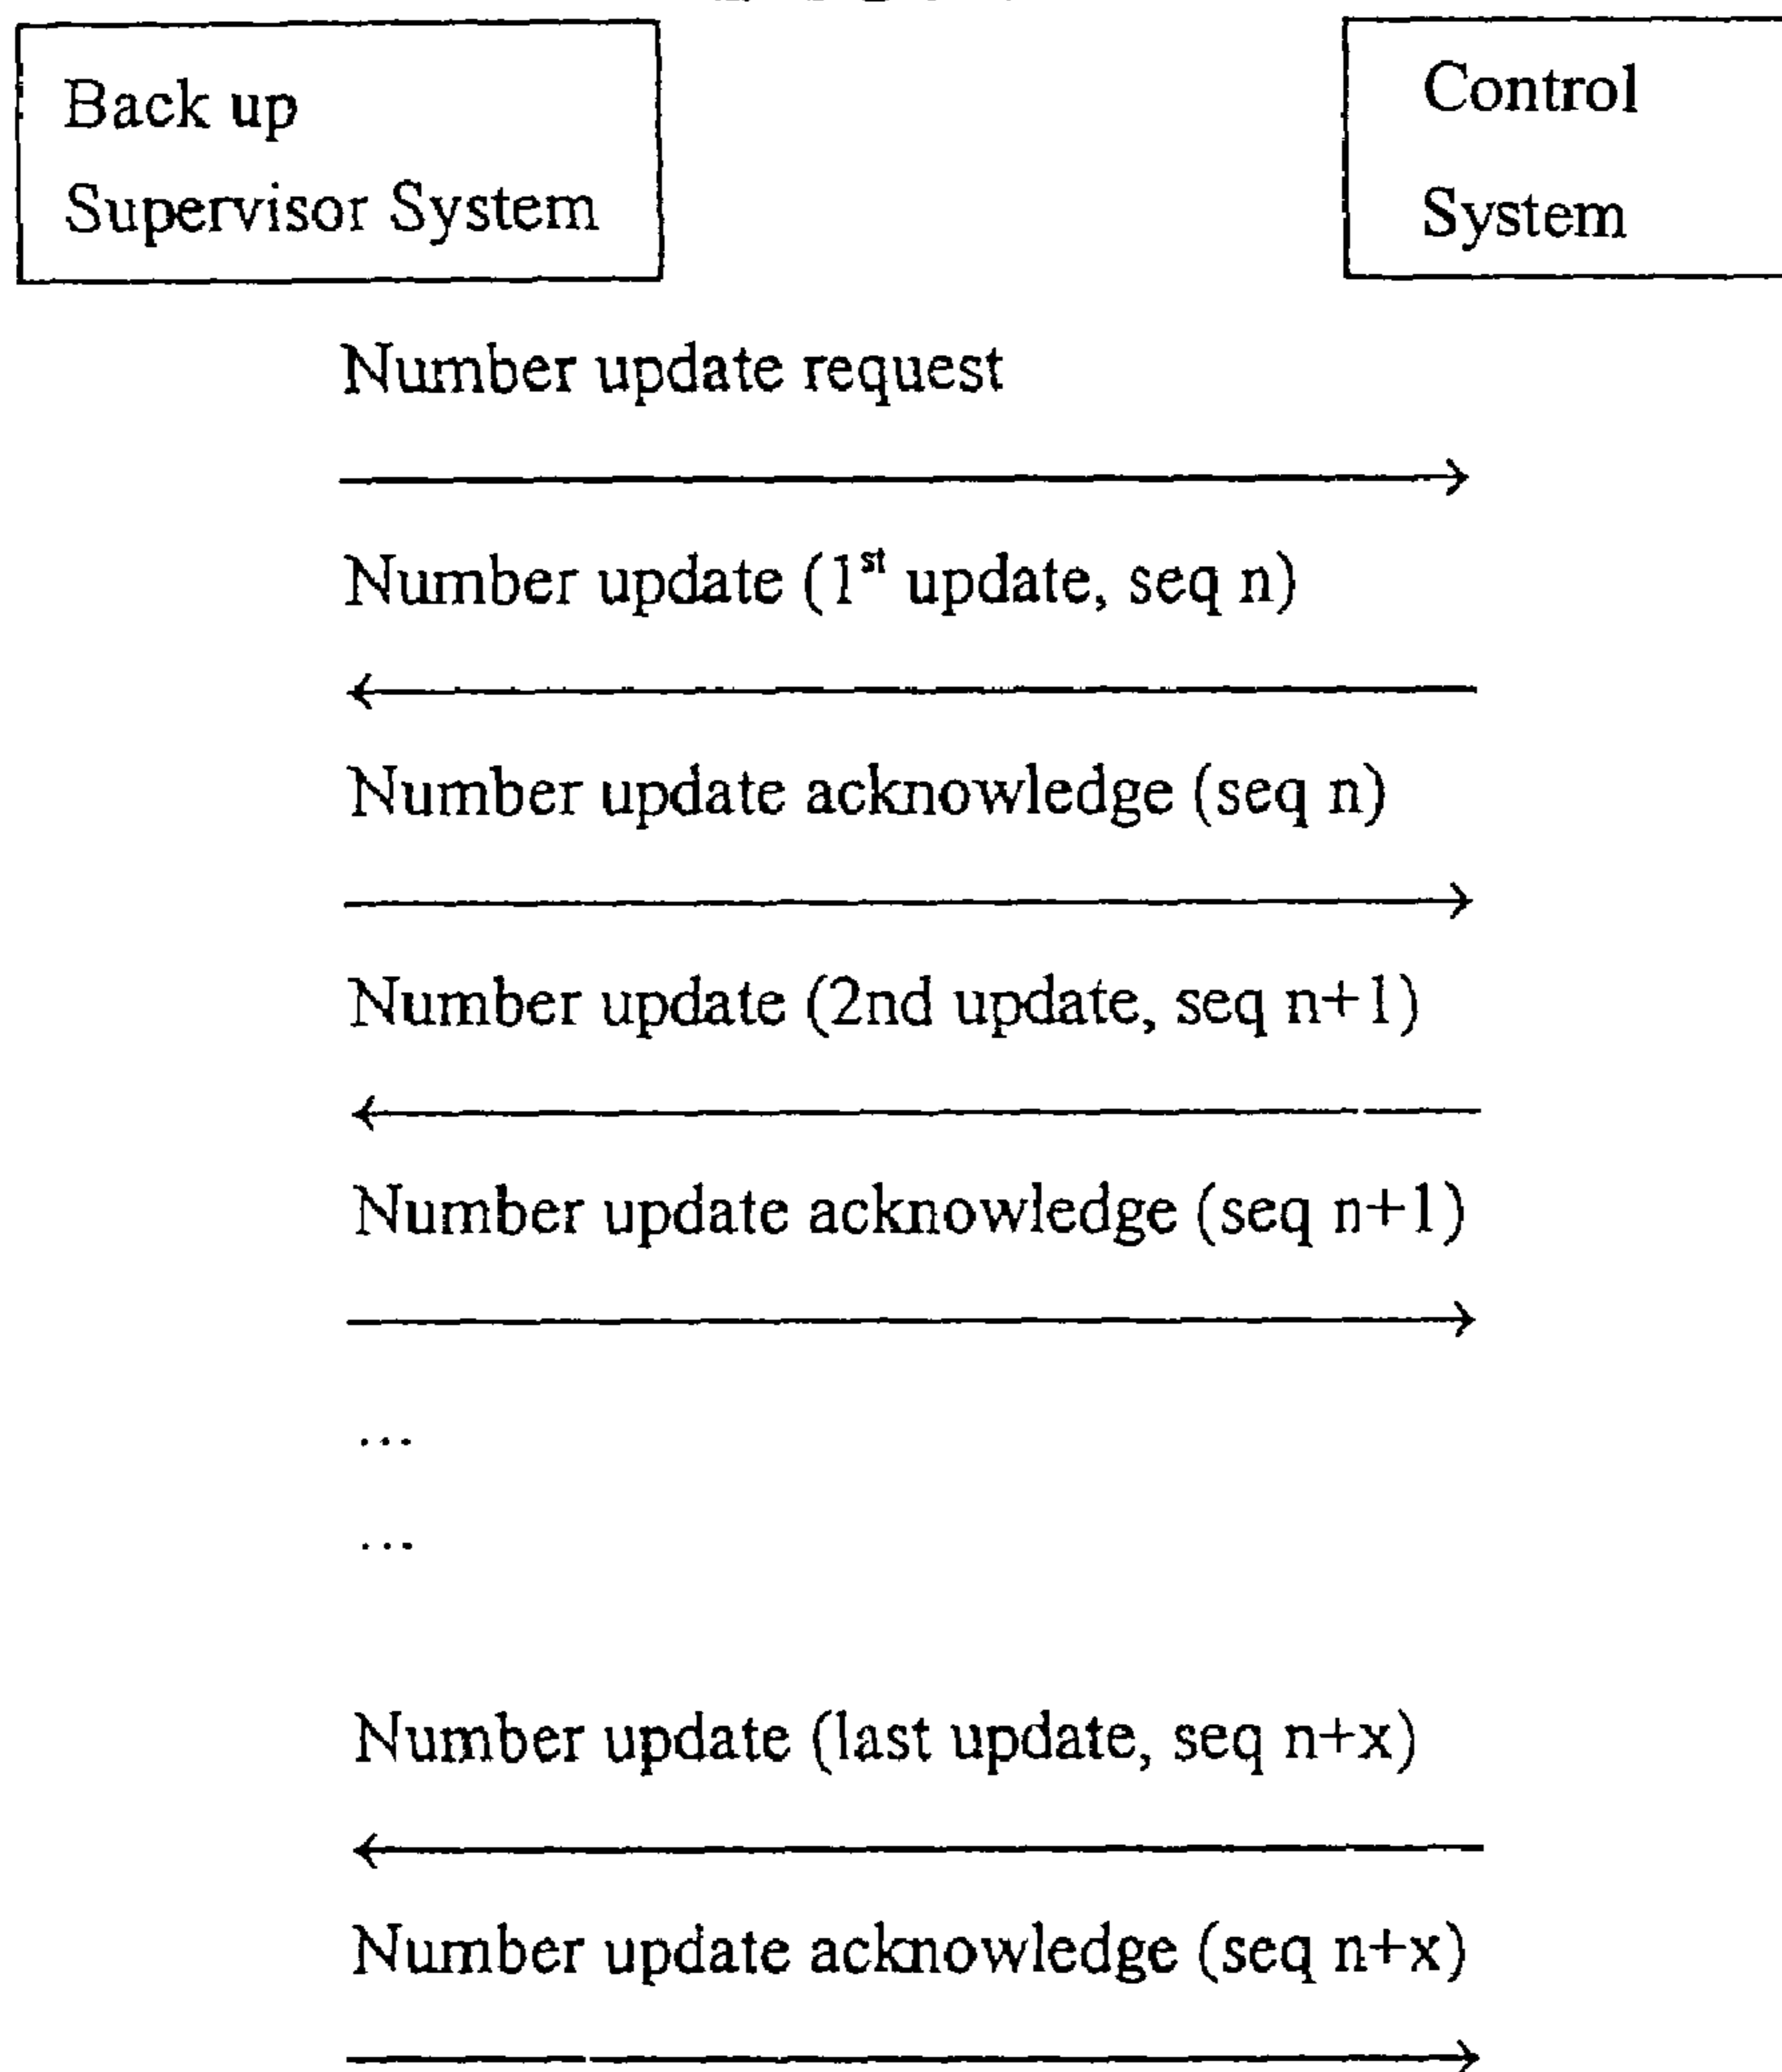 Back up
Supervisor System
Control
System
Number update request
Number update (1st update, seq n)
Number update acknowledge (seq n)
Number update (2nd update, seq n+1)
Number update acknowledge (seq n+1)
...
...
Number update (last update, seq n+x)
Number update acknowledge (seq n+x)